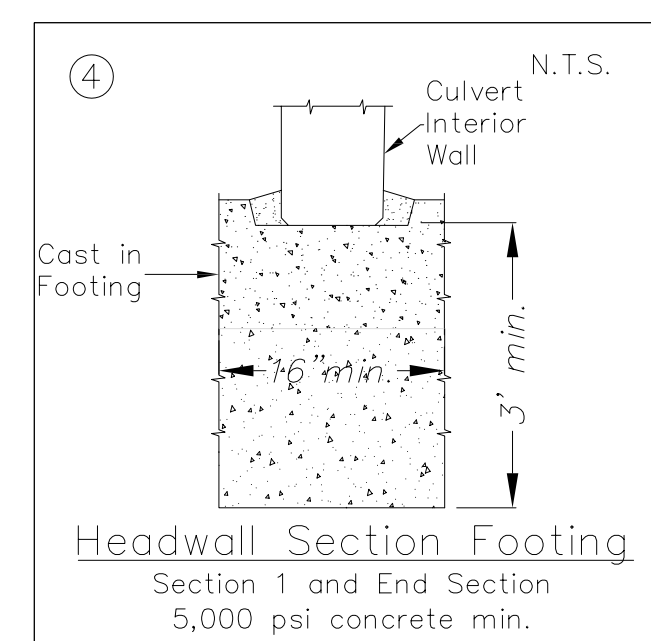 4
N.T.S.
Culvert
Interior
Wall
Cast in
Footing
16" min.
3' min.
Headwall Section Footing
Section 1 and End Section
5,000 psi concrete min.